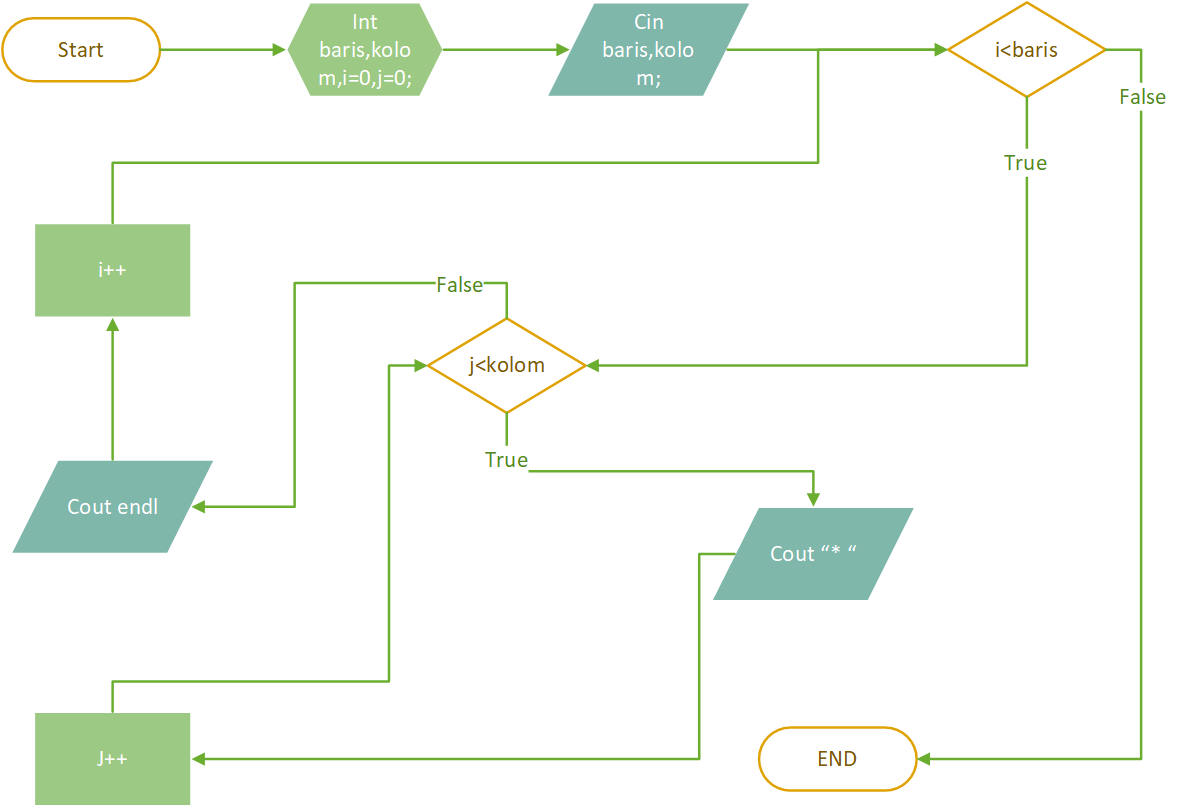 Start
Int
baris,kolo
m,i=0,j=0;
Cin
baris,kolo
m;
i<baris
False
True
i++
False
j<kolom
True
Cout endl
Cout “* “
J++
END